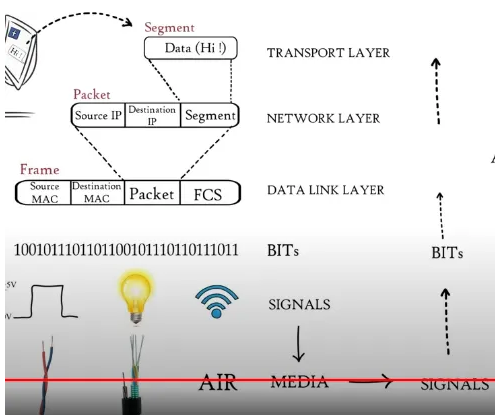 Segment
Hi!
Data (Hi !)
TRANSPORT LAYER
Packet
Source IP
Destination
IP
Segment
NETWORK LAYER
Frame
Source
MAC
Destination
MAC
Packet
FCS
DATA LINK LAYER
1001011101101100101110110111011
BITs
BITs
5V
0V
SIGNALS
AIR
MEDIA
SIGNALS